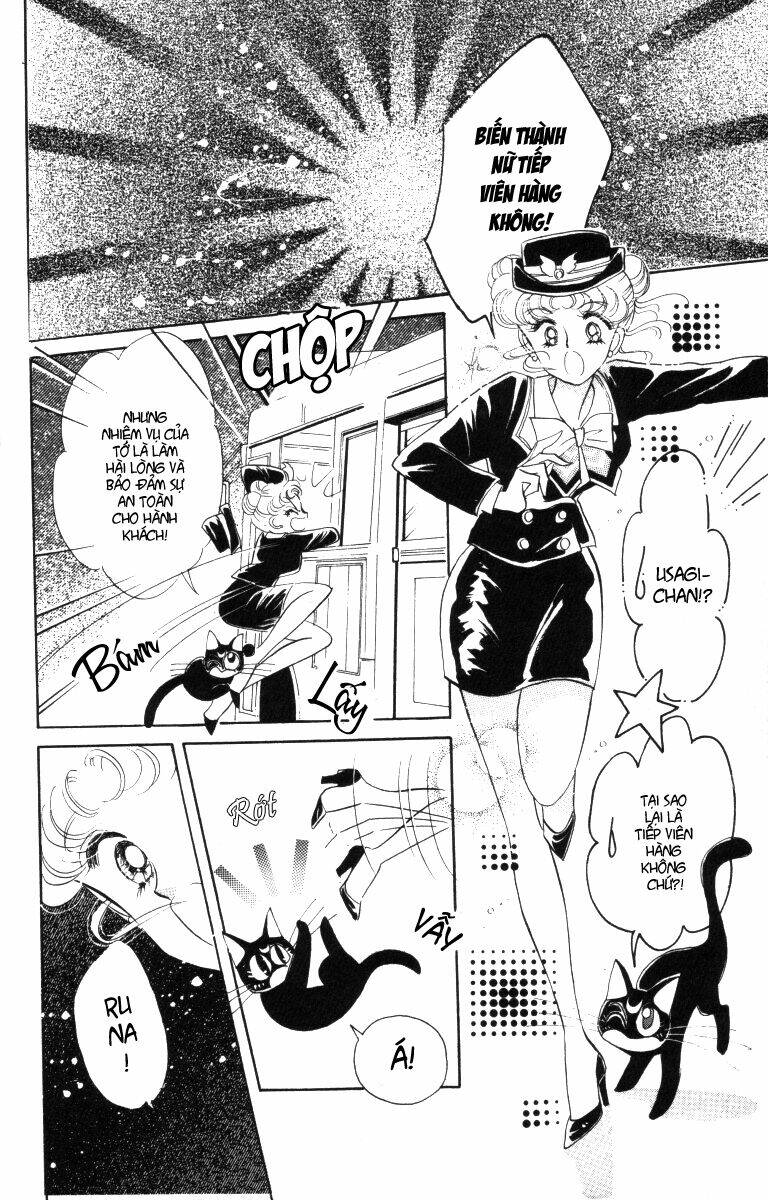 BIẾN THÀNH
NỮ TIẾP
VIÊN HÀNG
KHÔNG!
USAGI-
CHAN!?
TẠI SAO
LẠI LÀ
TIẾP VIÊN
HÀNG
KHÔNG
CHỨ?!
CHỘP
NHƯNG
NHIỆM VỤ CỦA
TỚ LÀ LÀM
HÀI LÒNG VÀ
BẢO ĐẢM SỰ
AN TOÀN
CHO HÀNH
KHÁCH!
Bám
Lậy
RU
NA!
Rớt
VẪY
Á!